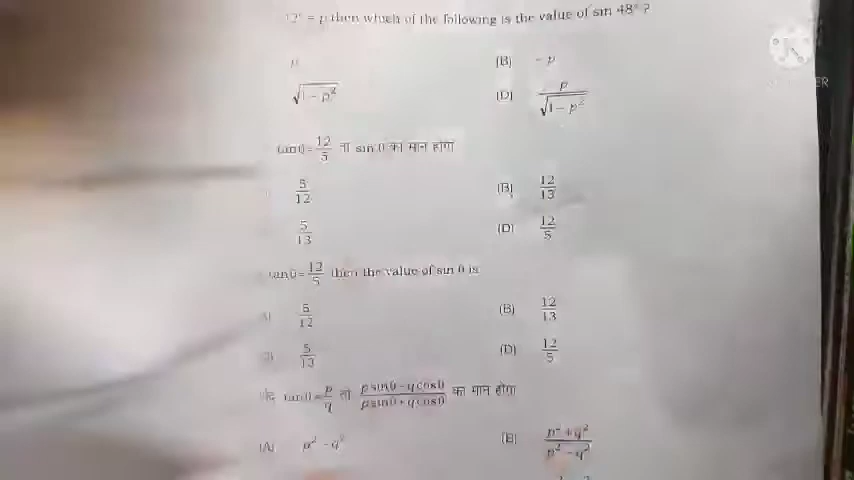 12° = p then which of the following is the value of sin 48° ?
p (B) - p
√1 - p² (D) p/√1 - p²
tanθ = 12/5 तो sin θ का मान होगा
5/12 (B) 12/13
5/13 (D) 12/5
tanθ = 12/5 then the value of sin θ is
5/12 (B) 12/13
5/13 (D) 12/5
tanθ = p/q तो p sinθ - q cosθ / p sinθ + q cosθ का मान होगा
(A) p² - q² (B) p² + q² / p² - q²